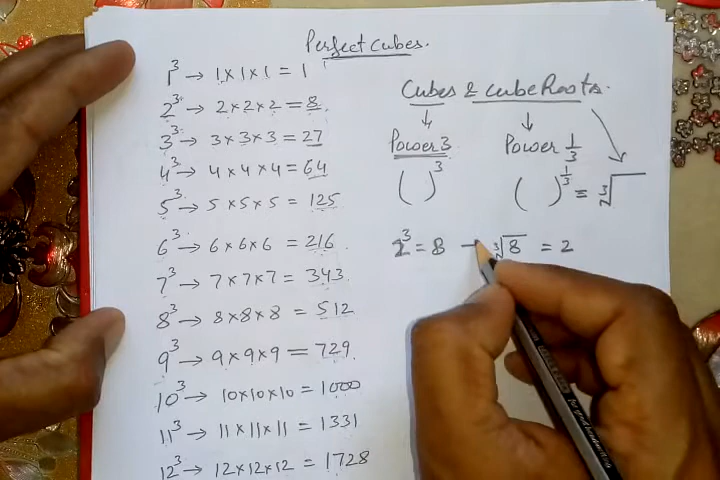 Perfect Cubes.
1³ → 1×1×1 = 1
2³ → 2×2×2 = 8
3³ → 3×3×3 = 27
4³ → 4×4×4 = 64
5³ → 5×5×5 = 125
6³ → 6×6×6 = 216
7³ → 7×7×7 = 343
8³ → 8×8×8 = 512
9³ → 9×9×9 = 729.
10³ → 10×10×10 = 1000
11³ → 11×11×11 = 1331
12³ → 12×12×12 = 1728
Cubes & cube Roots.
↓ ↓
Power 3 Power 1/3
( )³ ( )^1/3 = ∛
2³ = 8 → ∛8 = 2